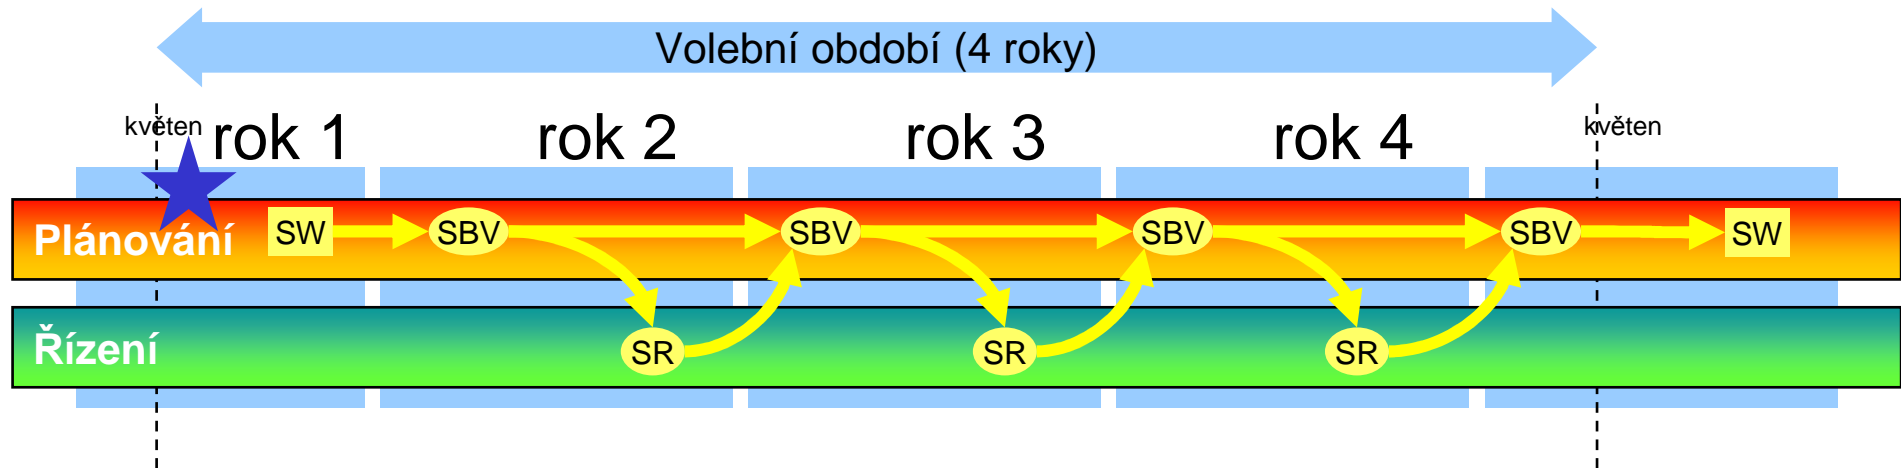 Volební období (4 roky)
květen
rok 1
rok 2
rok 3
rok 4
květen
Plánování
SW
SBV
SBV
SBV
SBV
SW
Řízení
SR
SR
SR